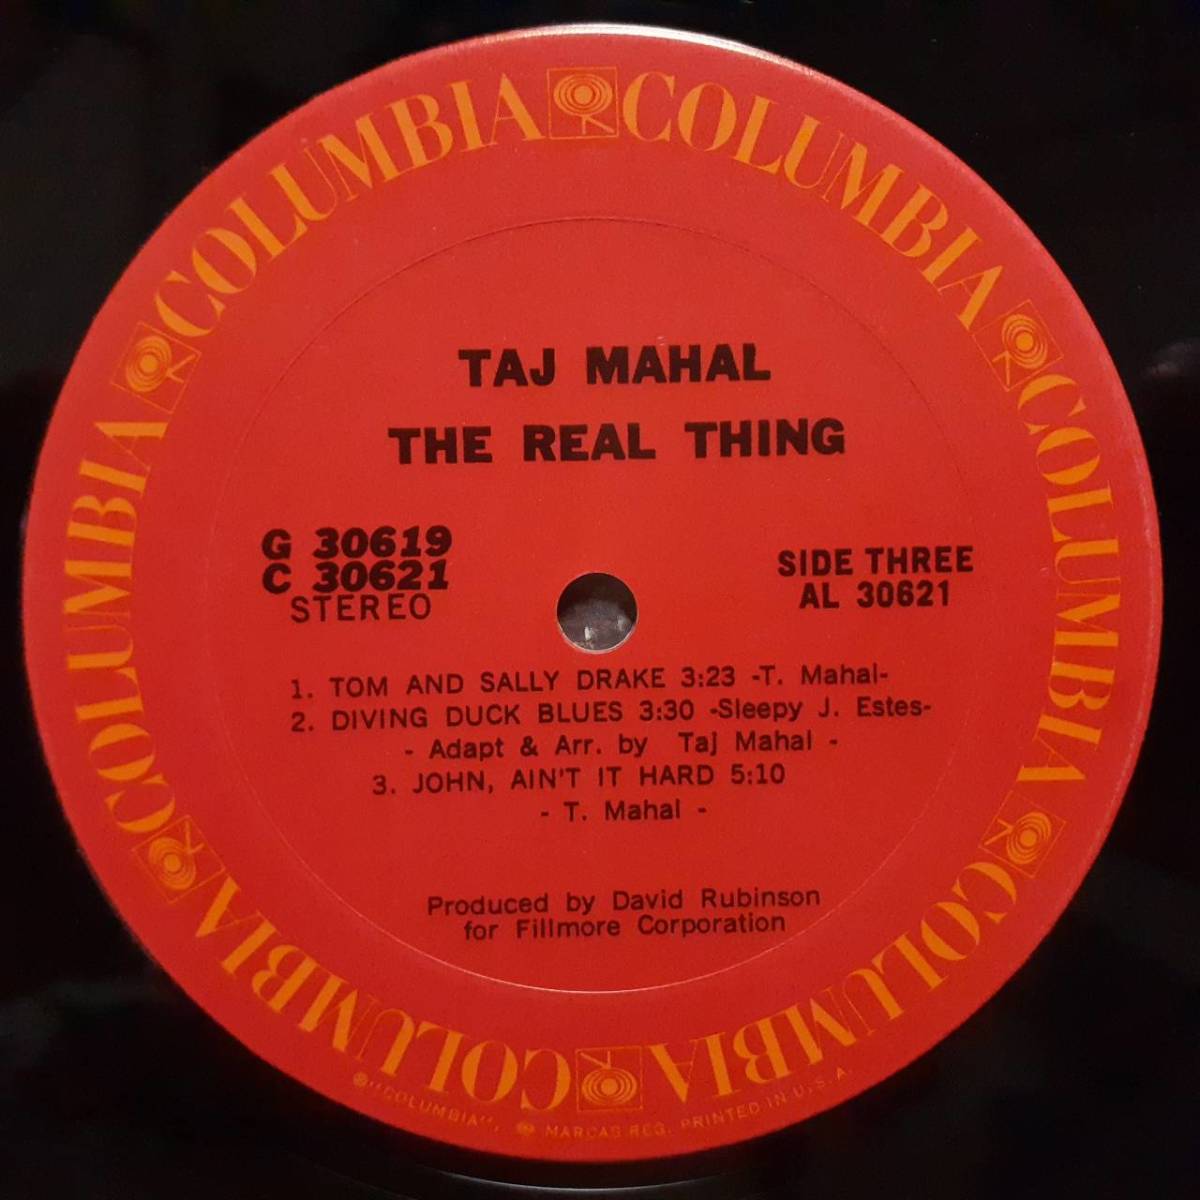 COLUMBIA COLUMBIA COLUMBIA COLUMBIA COLUMBIA COLUMBIA
TAJ MAHAL
THE REAL THING
G 30619
C 30621
STEREO
SIDE THREE
AL 30621
1. TOM AND SALLY DRAKE 3:23 -T. Mahal-
2. DIVING DUCK BLUES 3:30 -Sleepy J. Estes-
- Adapt & Arr. by Taj Mahal -
3. JOHN, AIN'T IT HARD 5:10
- T. Mahal -
Produced by David Rubinson
for Fillmore Corporation
®"COLUMBIA", MARCAS REG. PRINTED IN U.S.A.